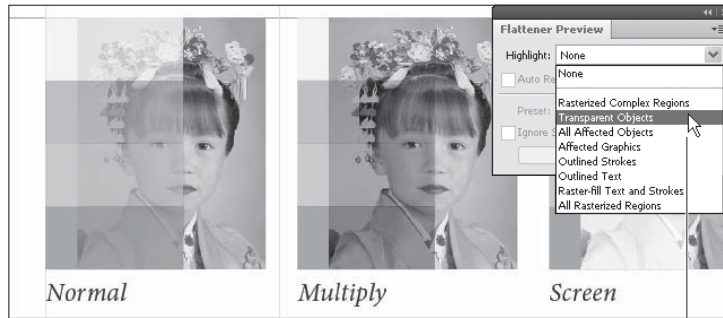 Flattener Preview
Highlight: None
None
Auto Re
Rasterized Complex Regions
Preset:
Transparent Objects
Ignore S
All Affected Objects
Affected Graphics
Outlined Strokes
Outlined Text
Raster-fill Text and Strokes
All Rasterized Regions
Normal
Multiply
Screen